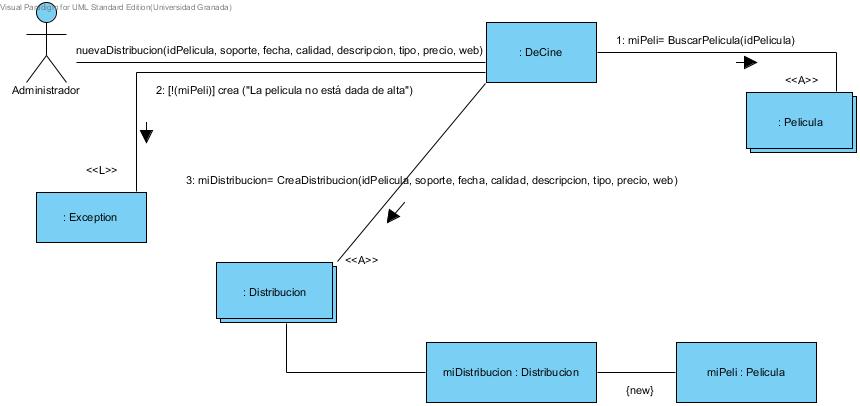 Visual Paradigm for UML Standard Edition(Universidad Granada)
Administrador
nuevaDistribucion(idPelicula, soporte, fecha, calidad, descripcion, tipo, precio, web)
: DeCine
1: miPeli= BuscarPelicula(idPelicula)
<<A>>
: Pelicula
2: [!(miPeli)] crea ("La pelicula no está dada de alta")
<<L>>
: Exception
3: miDistribucion= CreaDistribucion(idPelicula, soporte, fecha, calidad, descripcion, tipo, precio, web)
<<A>>
: Distribucion
miDistribucion : Distribucion
{new}
miPeli : Pelicula